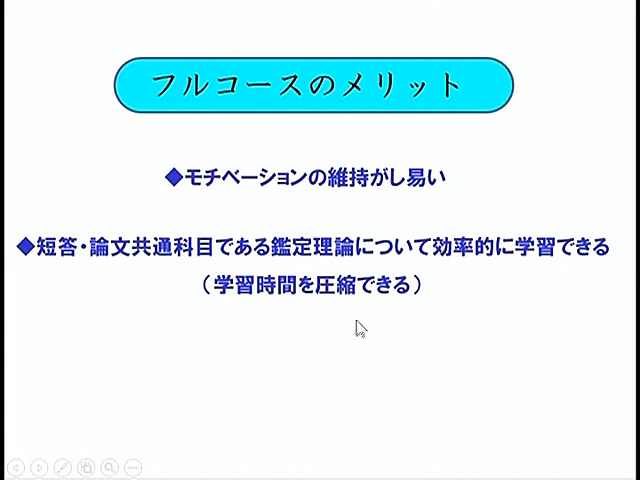 フルコースのメリット
◆モチベーションの維持がし易い
◆短答・論文共通科目である鑑定理論について効率的に学習できる
（学習時間を圧縮できる）